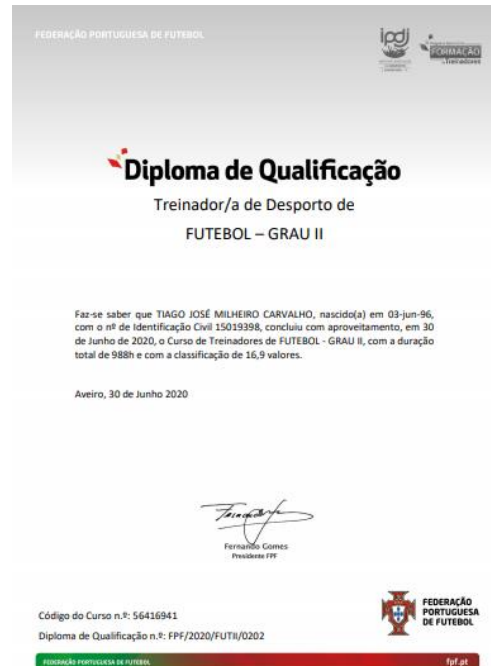 FEDERAÇÃO PORTUGUESA DE FUTEBOL
ipdj
FORMAÇÃO
de Treinadores
Diploma de Qualificação
Treinador/a de Desporto de
FUTEBOL – GRAU II
Faz-se saber que TIAGO JOSÉ MILHEIRO CARVALHO, nascido(a) em 03-jun-96,
com o nº de Identificação Civil 15019398, concluiu com aproveitamento, em 30
de Junho de 2020, o Curso de Treinadores de FUTEBOL - GRAU II, com a duração
total de 988h e com a classificação de 16,9 valores.
Aveiro, 30 de Junho 2020
Fernando Gomes
Presidente FPF
Código do Curso n.º: 56416941
Diploma de Qualificação n.º: FPF/2020/FUTII/0202
FEDERAÇÃO
PORTUGUESA
DE FUTEBOL
FEDERAÇÃO PORTUGUESA DE FUTEBOL
fpf.pt